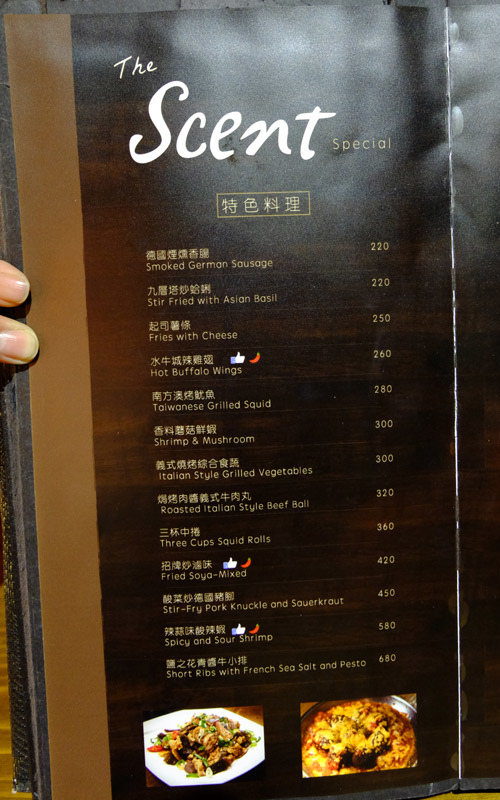 The
Scent Special
特色料理
德國煙燻香腸 220
Smoked German Sausage
九層塔炒蛤蜊 220
Stir Fried with Asian Basil
起司薯條 250
Fries with Cheese
水牛城辣雞翅 260
Hot Buffalo Wings
南方澳烤魷魚 280
Taiwanese Grilled Squid
香料蘑菇鮮蝦 300
Shrimp & Mushroom
義式燒烤綜合食蔬 300
Italian Style Grilled Vegetables
焗烤肉醬義式牛肉丸 320
Roasted Italian Style Beef Ball
三杯中捲 360
Three Cups Squid Rolls
招牌炒滷味 420
Fried Soya-Mixed
酸菜炒德國豬腳 450
Stir-Fry Pork Knuckle and Sauerkraut
辣蒜味酸辣蝦 580
Spicy and Sour Shrimp
鹽之花青醬牛小排 680
Short Ribs with French Sea Salt and Pesto